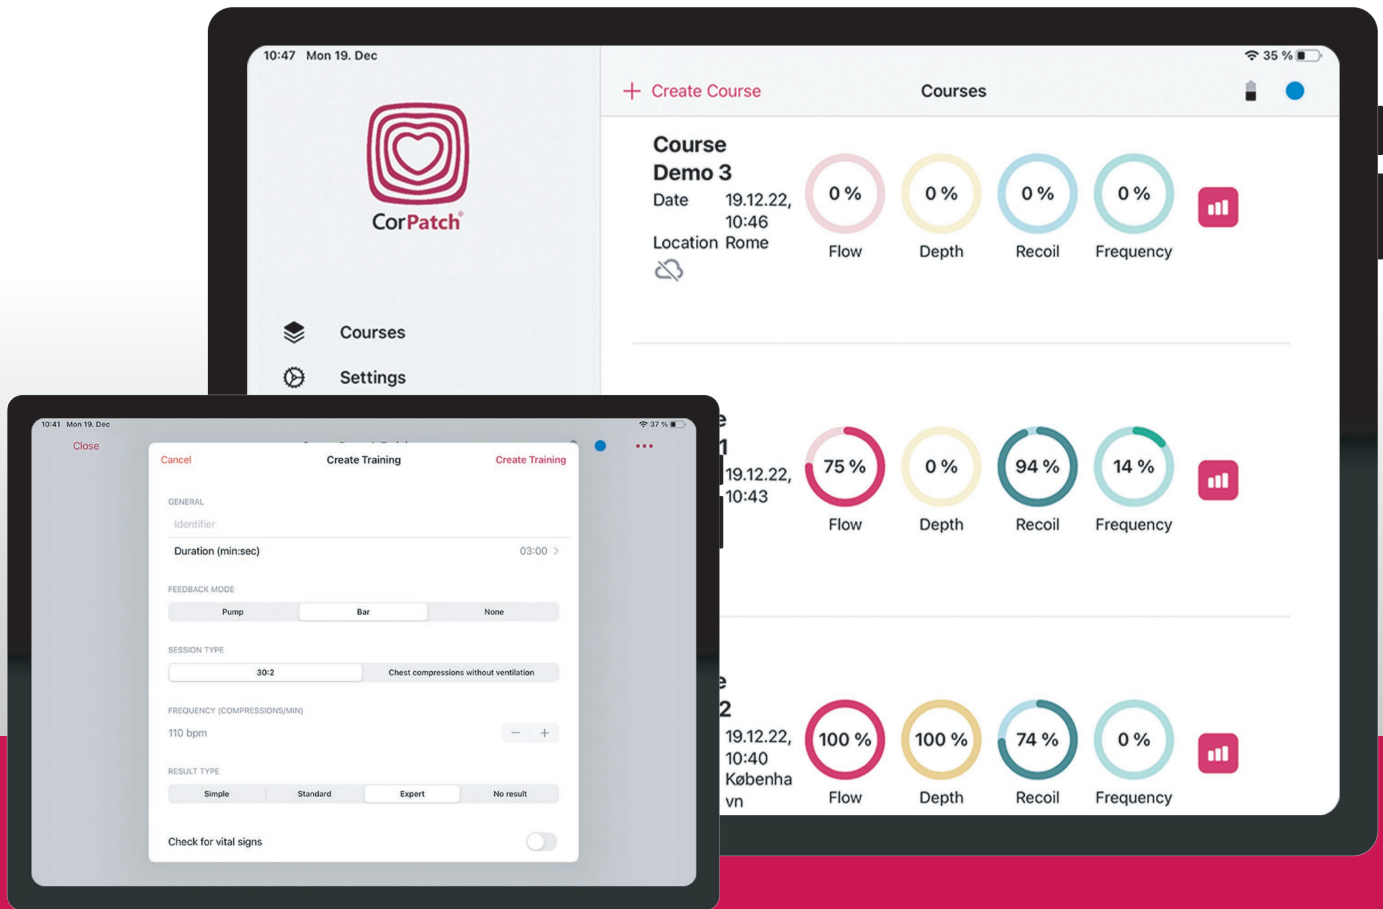 10:47 Mon 19. Dec
35 %
CorPatch®
Courses
Settings
+ Create Course
Courses
Course
Demo 3
Date 19.12.22,
10:46
Location Rome
0 % 0 % 0 % 0 %
Flow Depth Recoil Frequency
e
1
19.12.22,
10:43
75 % 0 % 94 % 14 %
Flow Depth Recoil Frequency
e
2
19.12.22,
10:40
Københa
vn
100 % 100 % 74 % 0 %
Flow Depth Recoil Frequency
10:41 Mon 19. Dec
37 %
Close
Cancel
Create Training
Create Training
GENERAL
Identifier
Duration (min:sec) 03:00 >
FEEDBACK MODE
Pump Bar None
SESSION TYPE
30:2 Chest compressions without ventilation
FREQUENCY (COMPRESSIONS/MIN)
110 bpm − +
RESULT TYPE
Simple Standard Expert No result
Check for vital signs